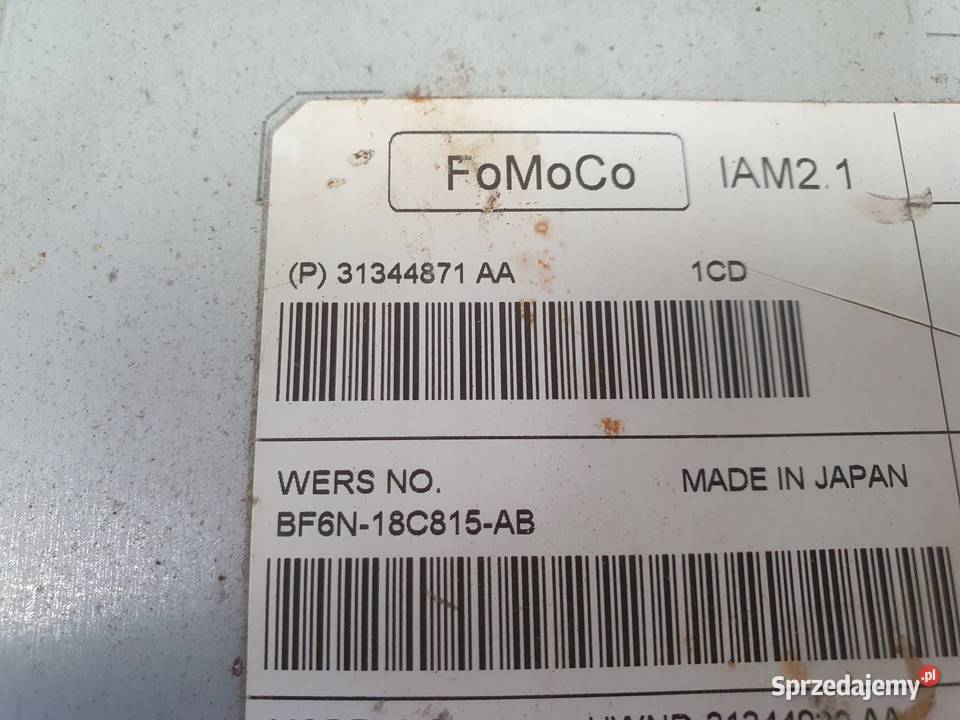 FoMoCo IAM2.1
(P) 31344871 AA 1CD
WERS NO. MADE IN JAPAN
BF6N-18C815-AB
Sprzedajemy.pl